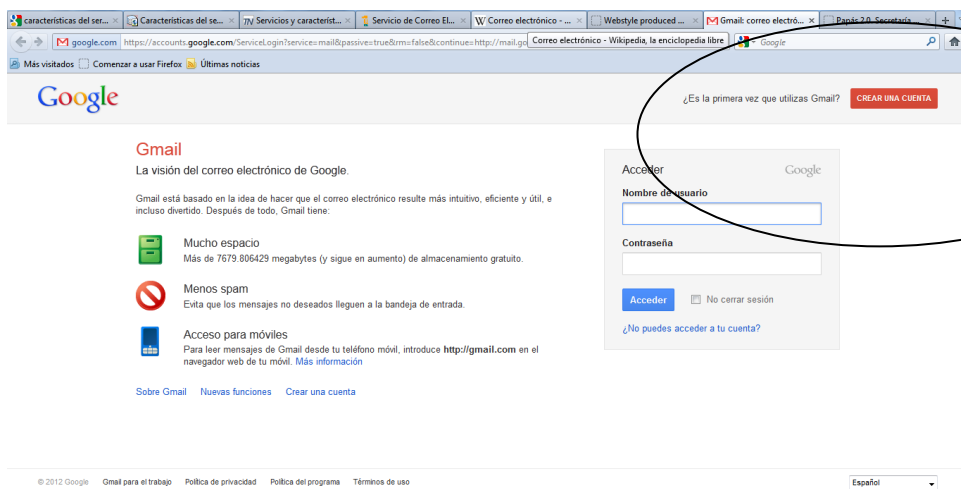 características del ser...
Características del se...
Servicios y característ...
Servicio de Correo El...
Correo electrónico - ...
Webstyle produced ...
Gmail: correo electró...
Papás 2.0. Secretaría
google.com https://accounts.google.com/ServiceLogin?service=mail&passive=true&rm=false&continue=http://mail.go
Correo electrónico - Wikipedia, la enciclopedia libre
Google
Más visitados Comenzar a usar Firefox Últimas noticias
Google
¿Es la primera vez que utilizas Gmail? CREAR UNA CUENTA
Gmail
La visión del correo electrónico de Google.
Gmail está basado en la idea de hacer que el correo electrónico resulte más intuitivo, eficiente y útil, e
incluso divertido. Después de todo, Gmail tiene:
Mucho espacio
Más de 7679.806429 megabytes (y sigue en aumento) de almacenamiento gratuito.
Menos spam
Evita que los mensajes no deseados lleguen a la bandeja de entrada.
Acceso para móviles
Para leer mensajes de Gmail desde tu teléfono móvil, introduce http://gmail.com en el
navegador web de tu móvil. Más información
Sobre Gmail Nuevas funciones Crear una cuenta
Acceder Google
Nombre de usuario
Contraseña
Acceder No cerrar sesión
¿No puedes acceder a tu cuenta?
© 2012 Google Gmail para el trabajo Política de privacidad Política del programa Términos de uso
Español